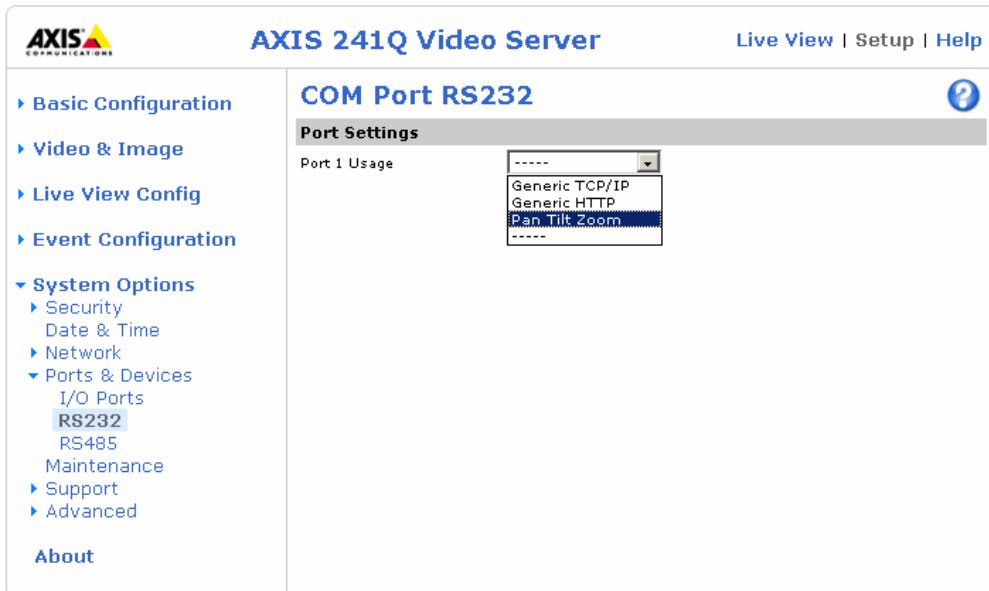 AXIS
COMMUNICATIONS
AXIS 241Q Video Server
Live View | Setup | Help
Basic Configuration
Video & Image
Live View Config
Event Configuration
System Options
Security
Date & Time
Network
Ports & Devices
I/O Ports
RS232
RS485
Maintenance
Support
Advanced
About
COM Port RS232
?
Port Settings
Port 1 Usage
-----
Generic TCP/IP
Generic HTTP
Pan Tilt Zoom
-----